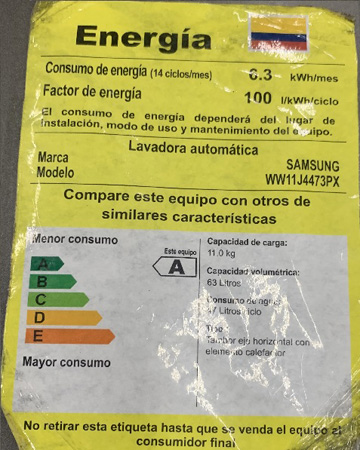 Energía
Consumo de energía (14 ciclos/mes) 6.3 kWh/mes
Factor de energía 100 l/kWh/ciclo
El consumo de energía dependerá del lugar de
instalación, modo de uso y mantenimiento del equipo.
Lavadora automática
Marca SAMSUNG
Modelo WW11J4473PX
Compare este equipo con otros de
similares características
Menor consumo
A
B
C
D
E
Mayor consumo
Este equipo
A
Capacidad de carga:
11.0 kg
Capacidad volumétrica:
63 Litros
Consumo de agua:
Tipo
Tambor eje horizontal con
elemento calefactor
No retirar esta etiqueta hasta que se venda el equipo al
consumidor final